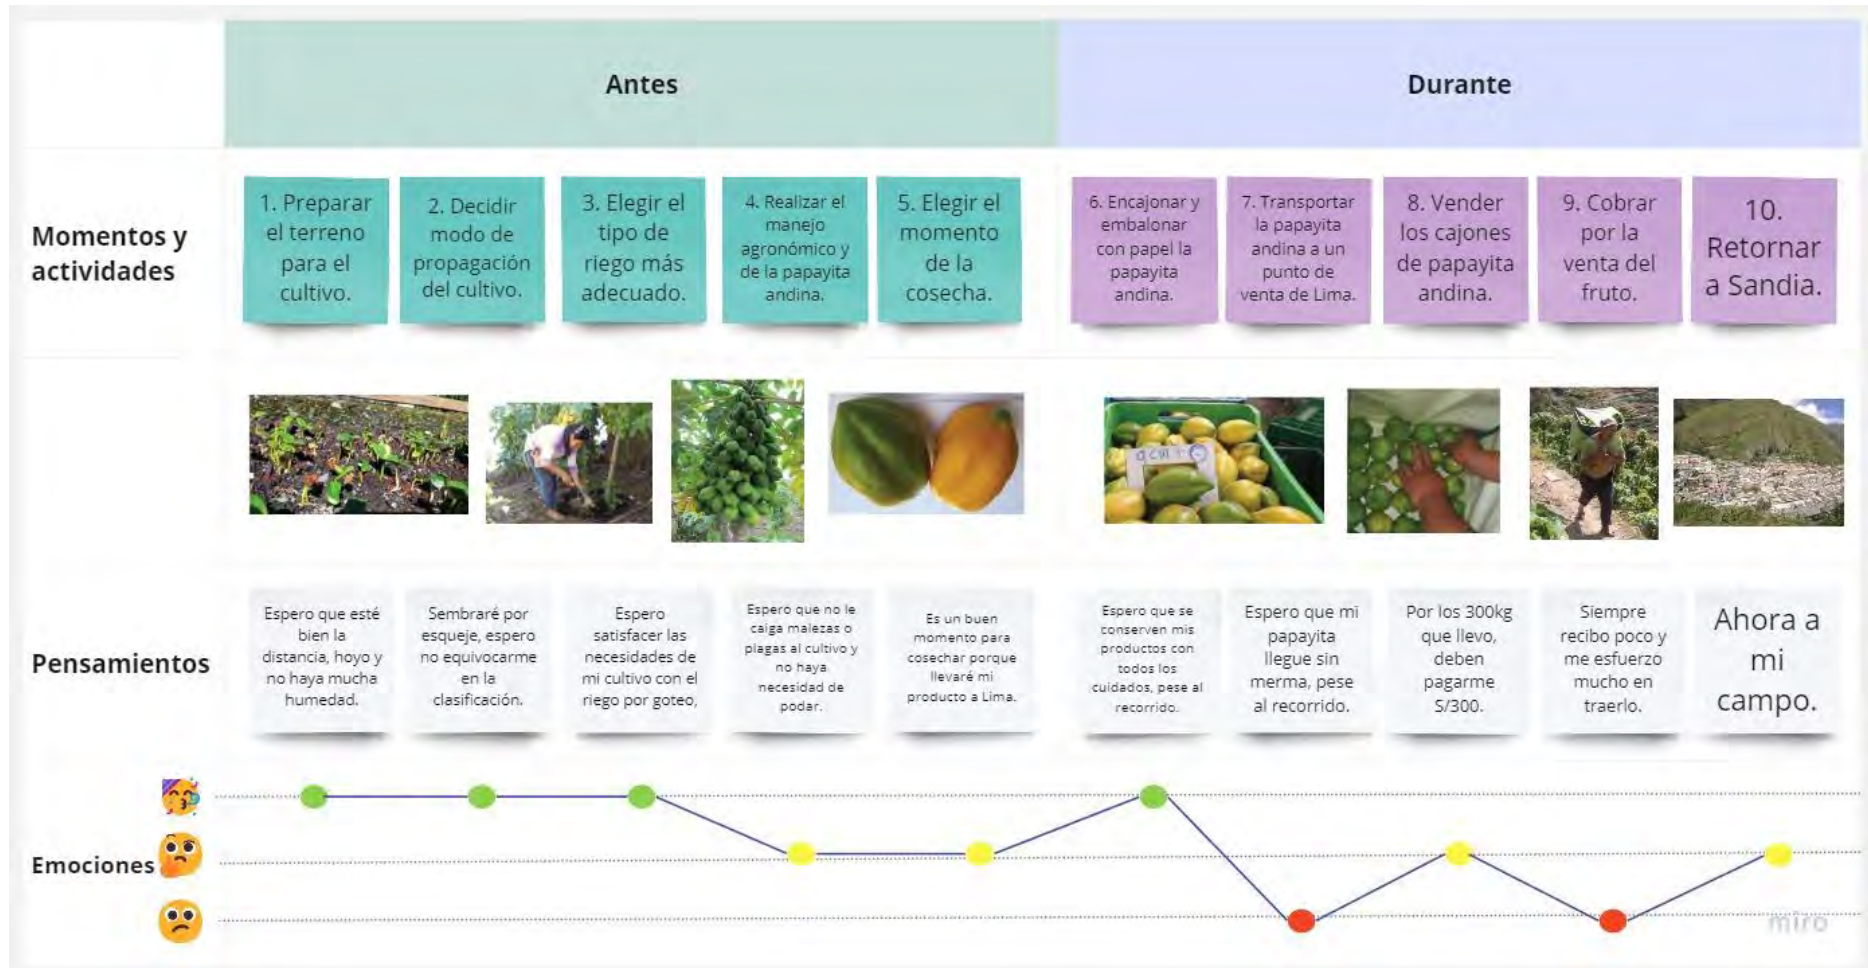 Antes
Durante
Momentos y
actividades
1. Preparar
el terreno
para el
cultivo.
2. Decidir
modo de
propagación
del cultivo.
3. Elegir el
tipo de
riego más
adecuado.
4. Realizar el
manejo
agronómico y
de la papayita
andina.
5. Elegir el
momento
de la
cosecha.
6. Encajonar y
embalonar
con papel la
papayita
andina.
7. Transportar
la papayita
andina a un
punto de
venta de Lima.
8. Vender
los cajones
de papayita
andina.
9. Cobrar
por la
venta del
fruto.
10.
Retornar
a Sandia.
Pensamientos
Espero que esté
bien la
distancia, hoyo y
no haya mucha
humedad.
Sembraré por
esqueje, espero
no equivocarme
en la
clasificación.
Espero
satisfacer las
necesidades de
mi cultivo con el
riego por goteo,
Espero que no le
caiga malezas o
plagas al cultivo y
no haya
necesidad de
podar.
Es un buen
momento para
cosechar porque
llevaré mi
producto a Lima.
Espero que se
conserven mis
productos con
todos los
cuidados, pese al
recorrido.
Espero que mi
papayita
llegue sin
merma, pese
al recorrido.
Por los 300kg
que llevo,
deben
pagarme
S/300.
Siempre
recibo poco y
me esfuerzo
mucho en
traerlo.
Ahora a
mi
campo.
Emociones
miro